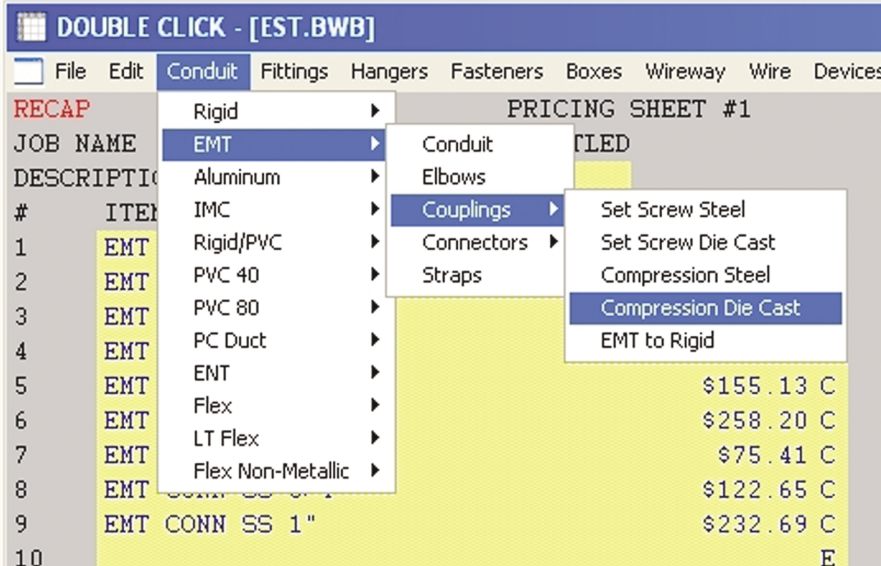 DOUBLE CLICK - [EST.BWB]
File Edit Conduit Fittings Hangers Fasteners Boxes Wireway Wire Devices
RECAP PRICING SHEET #1
JOB NAME
# 
1 EMT
2 EMT
3 EMT
4 EMT
5 EMT $155.13 C
6 EMT $258.20 C
7 EMT $75.41 C
8 EMT $122.65 C
9 EMT CONN SS 1" $232.69 C
10 E
Rigid
EMT
Aluminum
IMC
Rigid/PVC
PVC 40
PVC 80
PC Duct
ENT
Flex
LT Flex
Flex Non-Metallic
Conduit
Elbows
Couplings
Connectors
Straps
Set Screw Steel
Set Screw Die Cast
Compression Steel
Compression Die Cast
EMT to Rigid